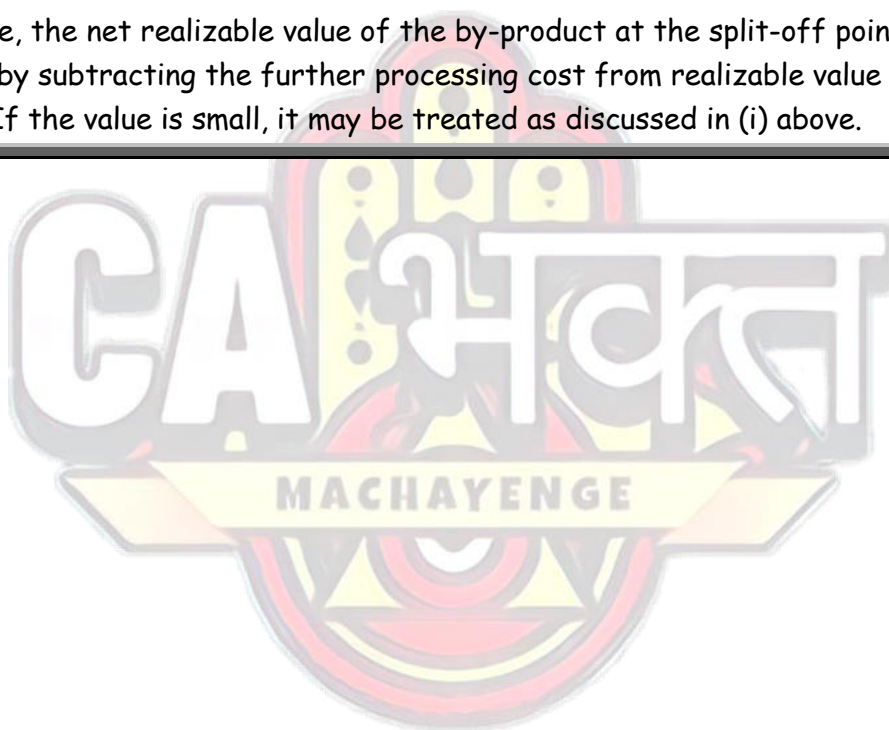 e, the net realizable value of the by-product at the split-off poin
by subtracting the further processing cost from realizable value
If the value is small, it may be treated as discussed in (i) above.
CA भक्त
MACHAYENGE